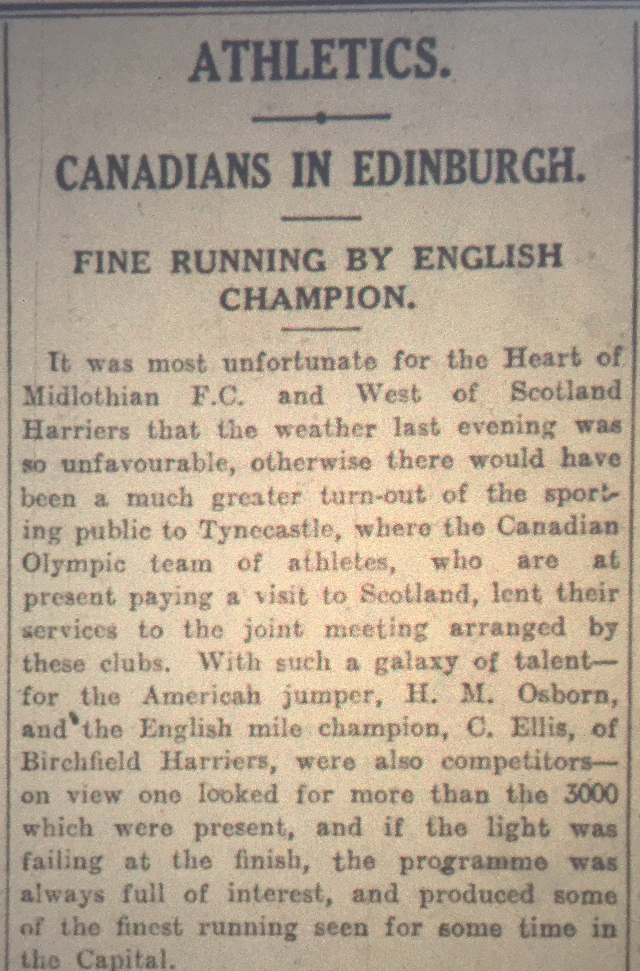 ATHLETICS.
CANADIANS IN EDINBURGH.
FINE RUNNING BY ENGLISH
CHAMPION.
It was most unfortunate for the Heart of
Midlothian F.C. and West of Scotland
Harriers that the weather last evening was
so unfavourable, otherwise there would have
been a much greater turn-out of the sport-
ing public to Tynecastle, where the Canadian
Olympic team of athletes, who are at
present paying a visit to Scotland, lent their
services to the joint meeting arranged by
these clubs. With such a galaxy of talent—
for the American jumper, H. M. Osborn,
and the English mile champion, C. Ellis, of
Birchfield Harriers, were also competitors—
on view one looked for more than the 3000
which were present, and if the light was
failing at the finish, the programme was
always full of interest, and produced some
of the finest running seen for some time in
the Capital.